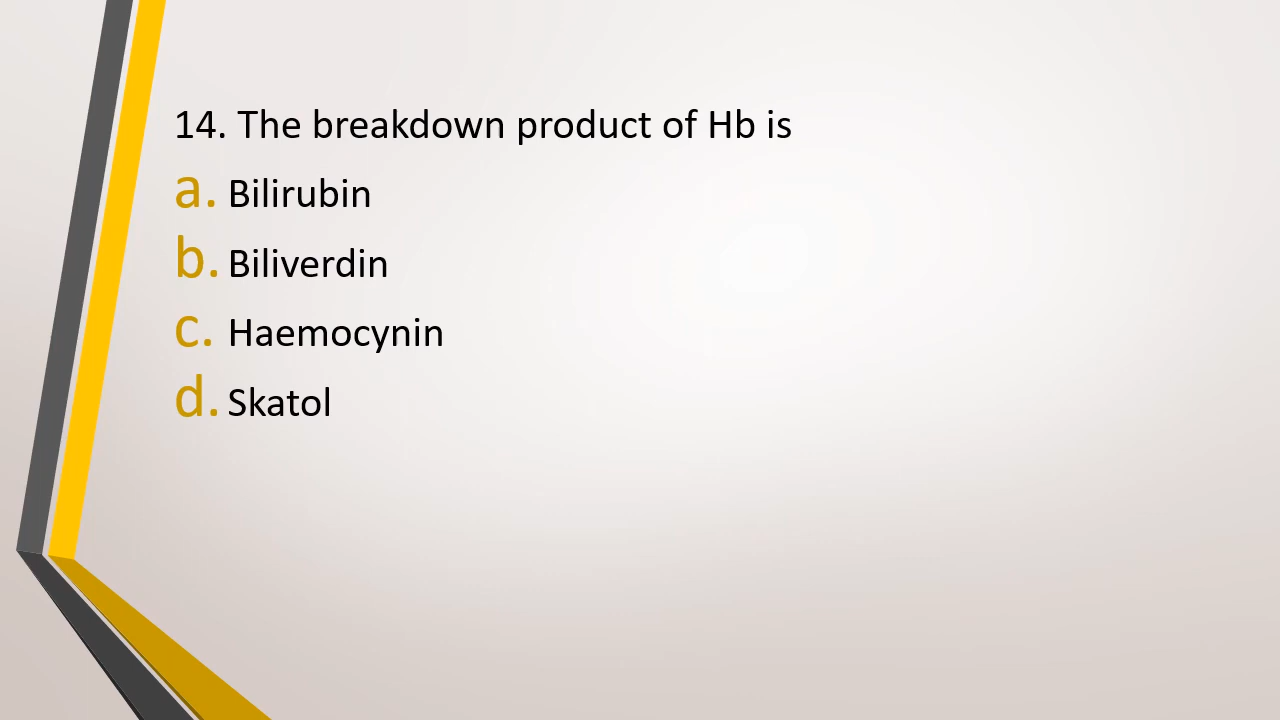 14. The breakdown product of Hb is
a. Bilirubin
b. Biliverdin
c. Haemocynin
d. Skatol